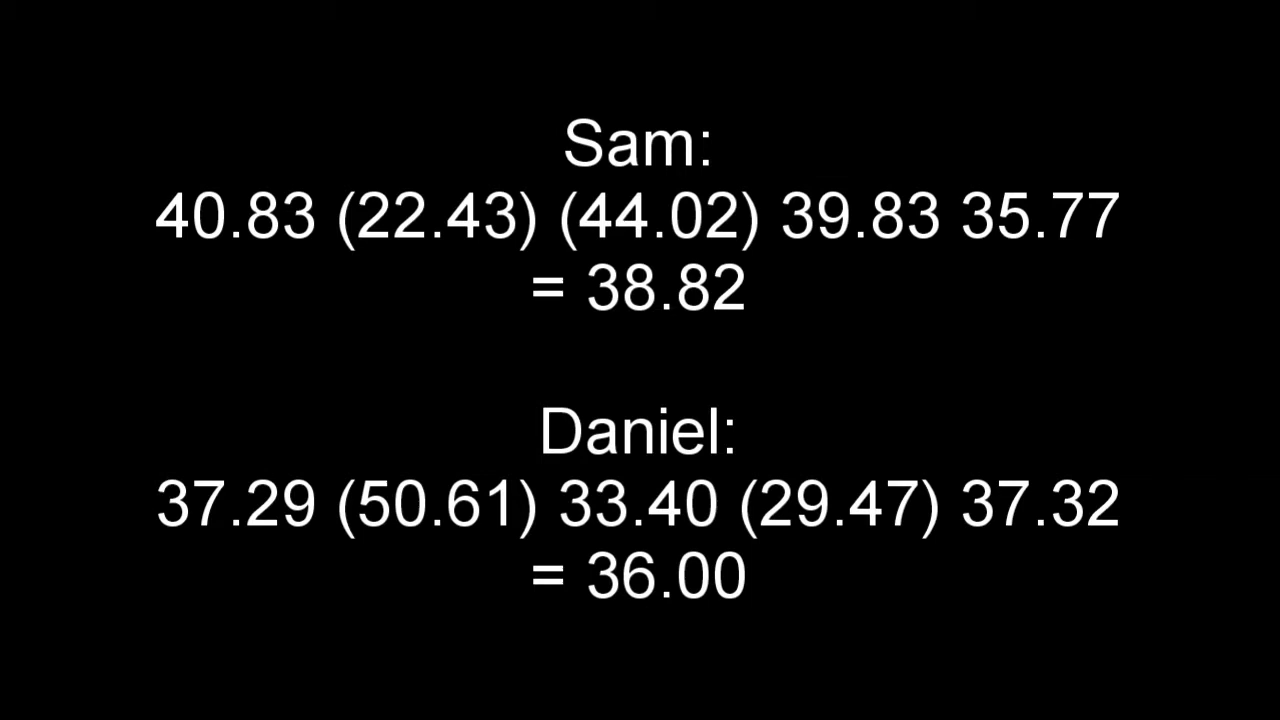 Sam:
40.83 (22.43) (44.02) 39.83 35.77
= 38.82
Daniel:
37.29 (50.61) 33.40 (29.47) 37.32
= 36.00